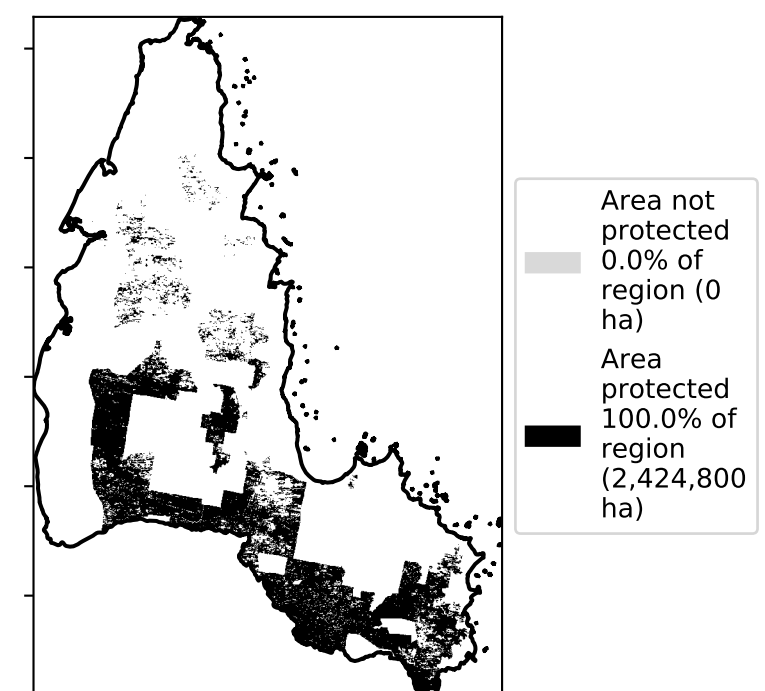 Area not
protected
0.0% of
region (0
ha)
Area
protected
100.0% of
region
(2,424,800
ha)